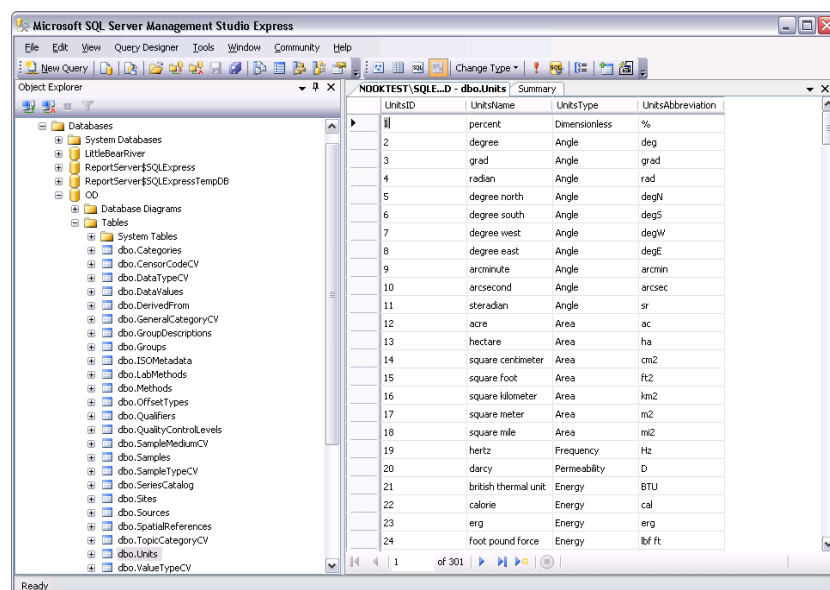 Microsoft SQL Server Management Studio Express
File Edit View Query Designer Tools Window Community Help
New Query Change Type
Object Explorer
NOOKTEST\SQLE...D - dbo.Units Summary
Databases
System Databases
LittleBearRiver
ReportServer$SQLExpress
ReportServer$SQLExpressTempDB
OD
Database Diagrams
Tables
System Tables
dbo.Categories
dbo.CensorCodeCV
dbo.DataTypeCV
dbo.DataValues
dbo.DerivedFrom
dbo.GeneralCategoryCV
dbo.GroupDescriptions
dbo.Groups
dbo.ISOMetadata
dbo.LabMethods
dbo.Methods
dbo.OffsetTypes
dbo.Qualifiers
dbo.QualityControlLevels
dbo.SampleMediumCV
dbo.Samples
dbo.SampleTypeCV
dbo.SeriesCatalog
dbo.Sites
dbo.Sources
dbo.SpatialReferences
dbo.TopicCategoryCV
dbo.Units
dbo.ValueTypeCV
UnitsID UnitsName UnitsType UnitsAbbreviation
1 percent Dimensionless %
2 degree Angle deg
3 grad Angle grad
4 radian Angle rad
5 degree north Angle degN
6 degree south Angle degS
7 degree west Angle degW
8 degree east Angle degE
9 arcminute Angle arcmin
10 arcsecond Angle arcsec
11 steradian Angle sr
12 acre Area ac
13 hectare Area ha
14 square centimeter Area cm2
15 square foot Area ft2
16 square kilometer Area km2
17 square meter Area m2
18 square mile Area mi2
19 hertz Frequency Hz
20 darcy Permeability D
21 british thermal unit Energy BTU
22 calorie Energy cal
23 erg Energy erg
24 foot pound force Energy lbf ft
1 of 301
Ready